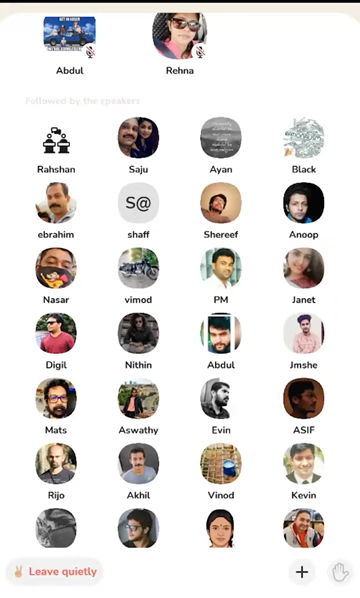 Abdul Rehna
Followed by the speakers
Rahshan Saju Ayan Black
S@
ebrahim shaff Shereef Anoop
Nasar vimod PM Janet
Digil Nithin Abdul Jmshe
Mats Aswathy Evin ASIF
Rijo Akhil Vinod Kevin
Leave quietly